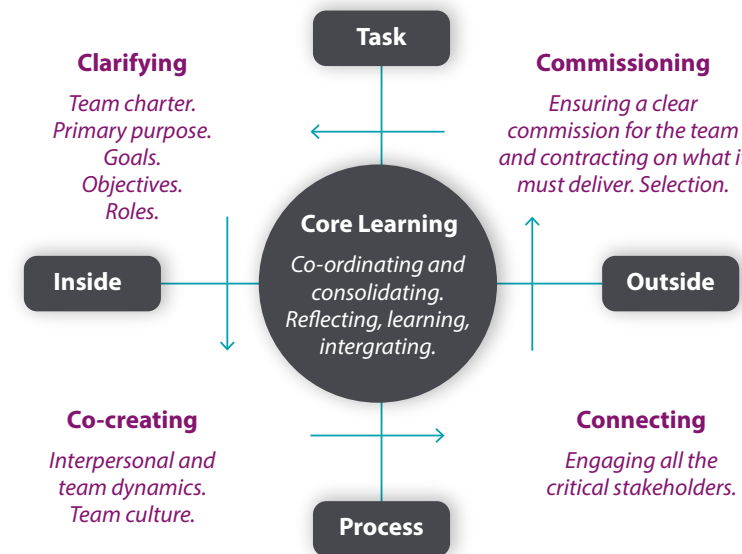 Task
Clarifying
Team charter.
Primary purpose.
Goals.
Objectives.
Roles.
Commissioning
Ensuring a clear
commission for the team
and contracting on what i
must deliver. Selection.
Core Learning
Co-ordinating and
consolidating.
Reflecting, learning,
intergrating.
Inside
Outside
Co-creating
Interpersonal and
team dynamics.
Team culture.
Connecting
Engaging all the
critical stakeholders.
Process